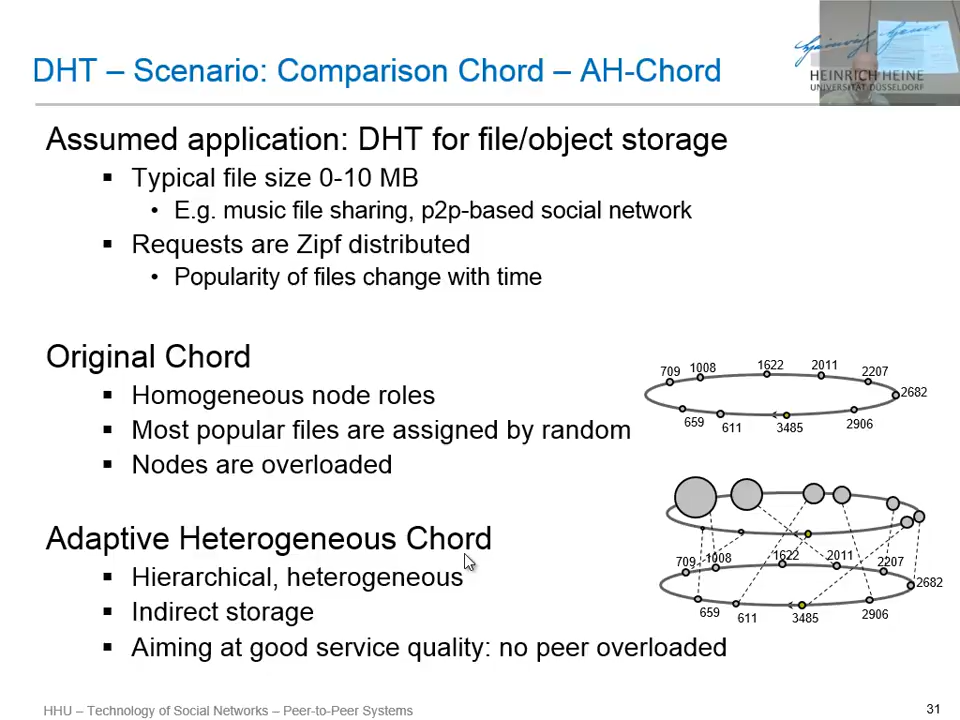 DHT – Scenario: Comparison Chord – AH-Chord
HEINRICH HEINE
UNIVERSITÄT DÜSSELDORF
Assumed application: DHT for file/object storage
▪ Typical file size 0-10 MB
• E.g. music file sharing, p2p-based social network
▪ Requests are Zipf distributed
• Popularity of files change with time
Original Chord
▪ Homogeneous node roles
▪ Most popular files are assigned by random
▪ Nodes are overloaded
709 1008 1622 2011 2207
2682
659 611 3485 2906
Adaptive Heterogeneous Chord
▪ Hierarchical, heterogeneous
▪ Indirect storage
▪ Aiming at good service quality: no peer overloaded
709 1008 1622 2011 2207
2682
659 611 3485 2906
HHU – Technology of Social Networks – Peer-to-Peer Systems
31